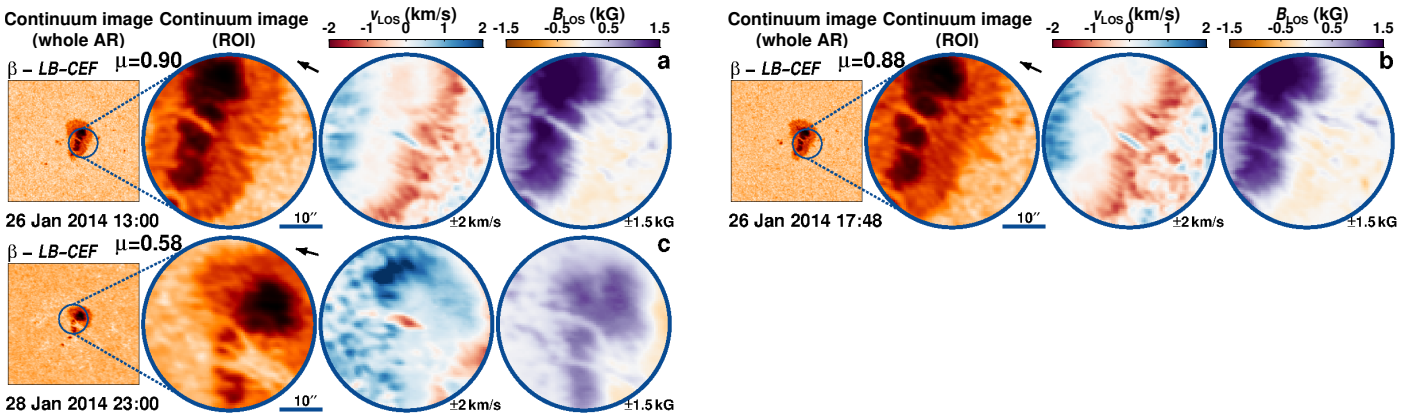 Continuum image Continuum image v_LOS (km/s) B_LOS (kG)
(whole AR) (ROI) -2 -1 0 1 2 -1.5 -0.5 0.5 1.5
β – LB–CEF μ=0.90 a
26 Jan 2014 13:00 10″ ±2 km/s ±1.5 kG
Continuum image Continuum image v_LOS (km/s) B_LOS (kG)
(whole AR) (ROI) -2 -1 0 1 2 -1.5 -0.5 0.5 1.5
β – LB–CEF μ=0.88 b
26 Jan 2014 17:48 10″ ±2 km/s ±1.5 kG
β – LB–CEF μ=0.58 c
28 Jan 2014 23:00 10″ ±2 km/s ±1.5 kG